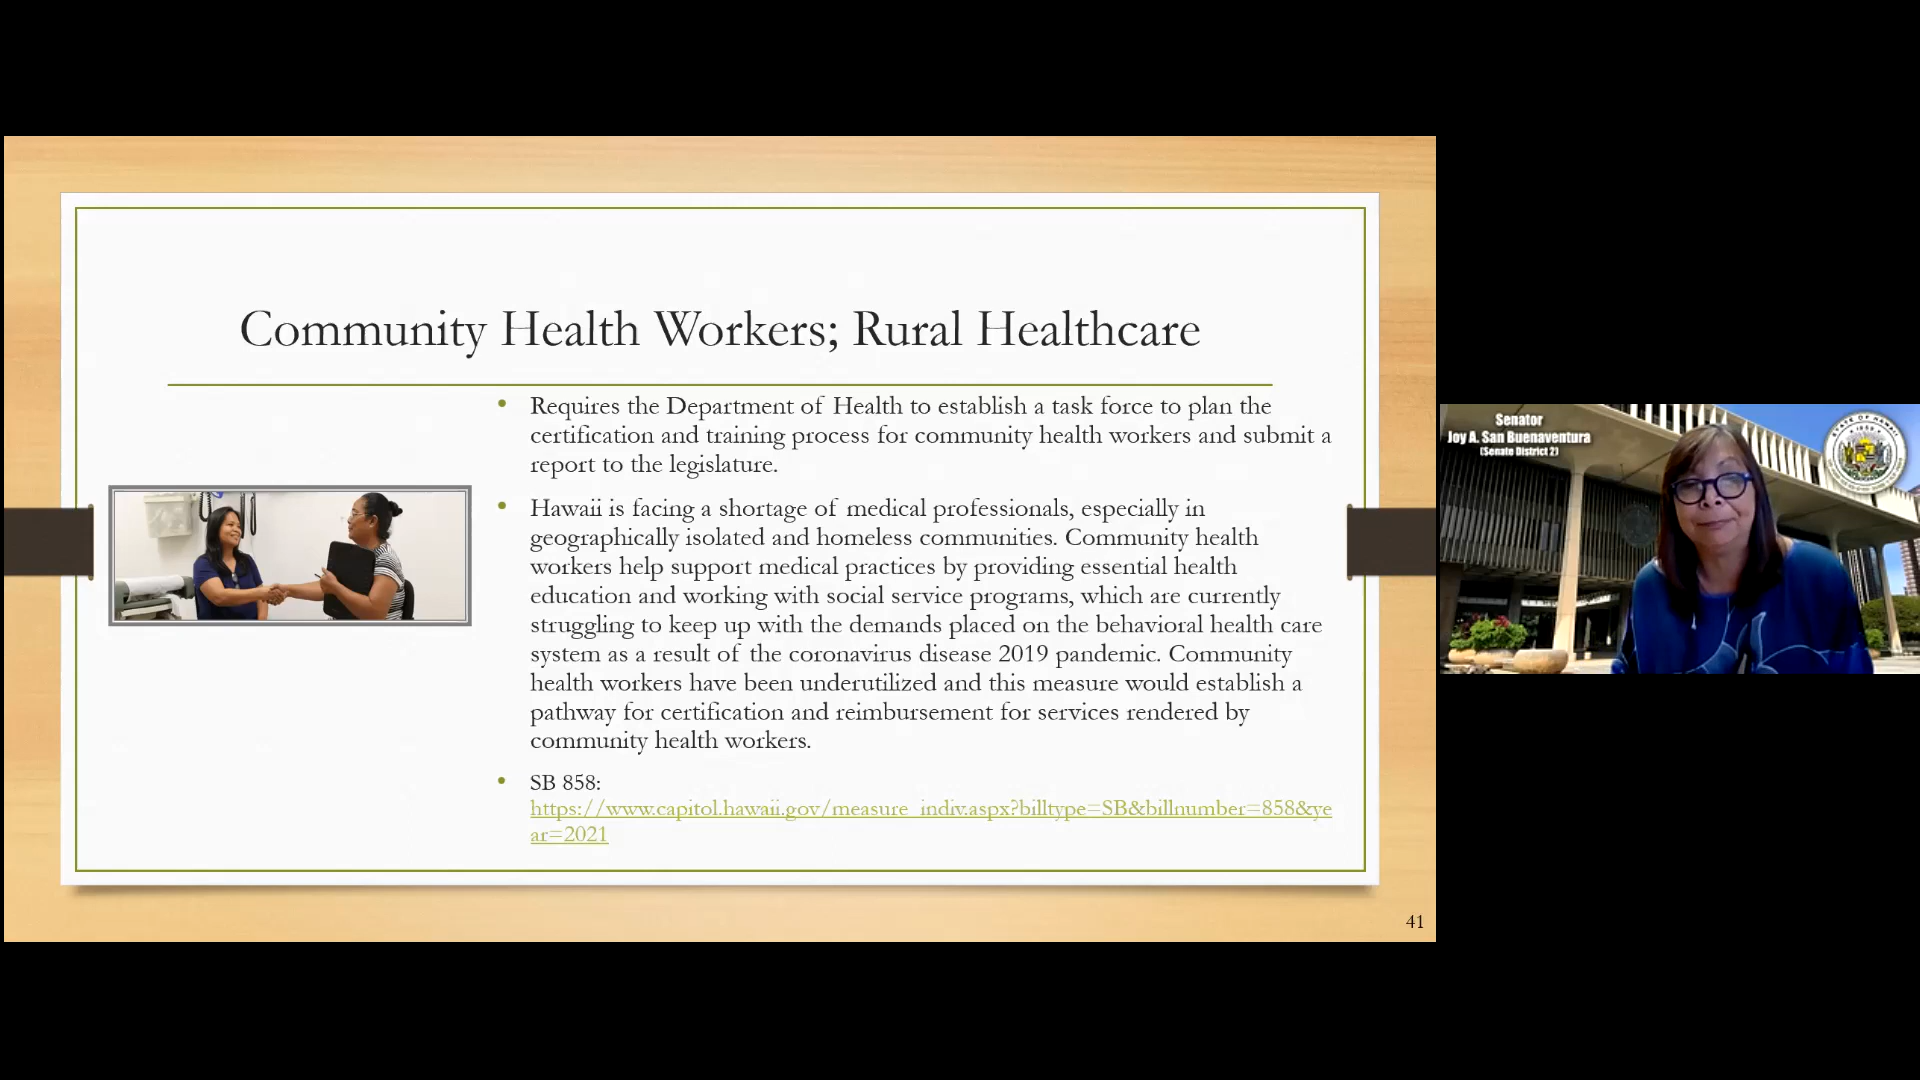 Community Health Workers; Rural Healthcare
• Requires the Department of Health to establish a task force to plan the
certification and training process for community health workers and submit a
report to the legislature.
• Hawaii is facing a shortage of medical professionals, especially in
geographically isolated and homeless communities. Community health
workers help support medical practices by providing essential health
education and working with social service programs, which are currently
struggling to keep up with the demands placed on the behavioral health care
system as a result of the coronavirus disease 2019 pandemic. Community
health workers have been underutilized and this measure would establish a
pathway for certification and reimbursement for services rendered by
community health workers.
• SB 858:
https://www.capitol.hawaii.gov/measure_indiv.aspx?billtype=SB&billnumber=858&ye
ar=2021
41
Senator
Joy A. San Buenaventura
(Senate District 2)
STATE OF HAWAII
1959